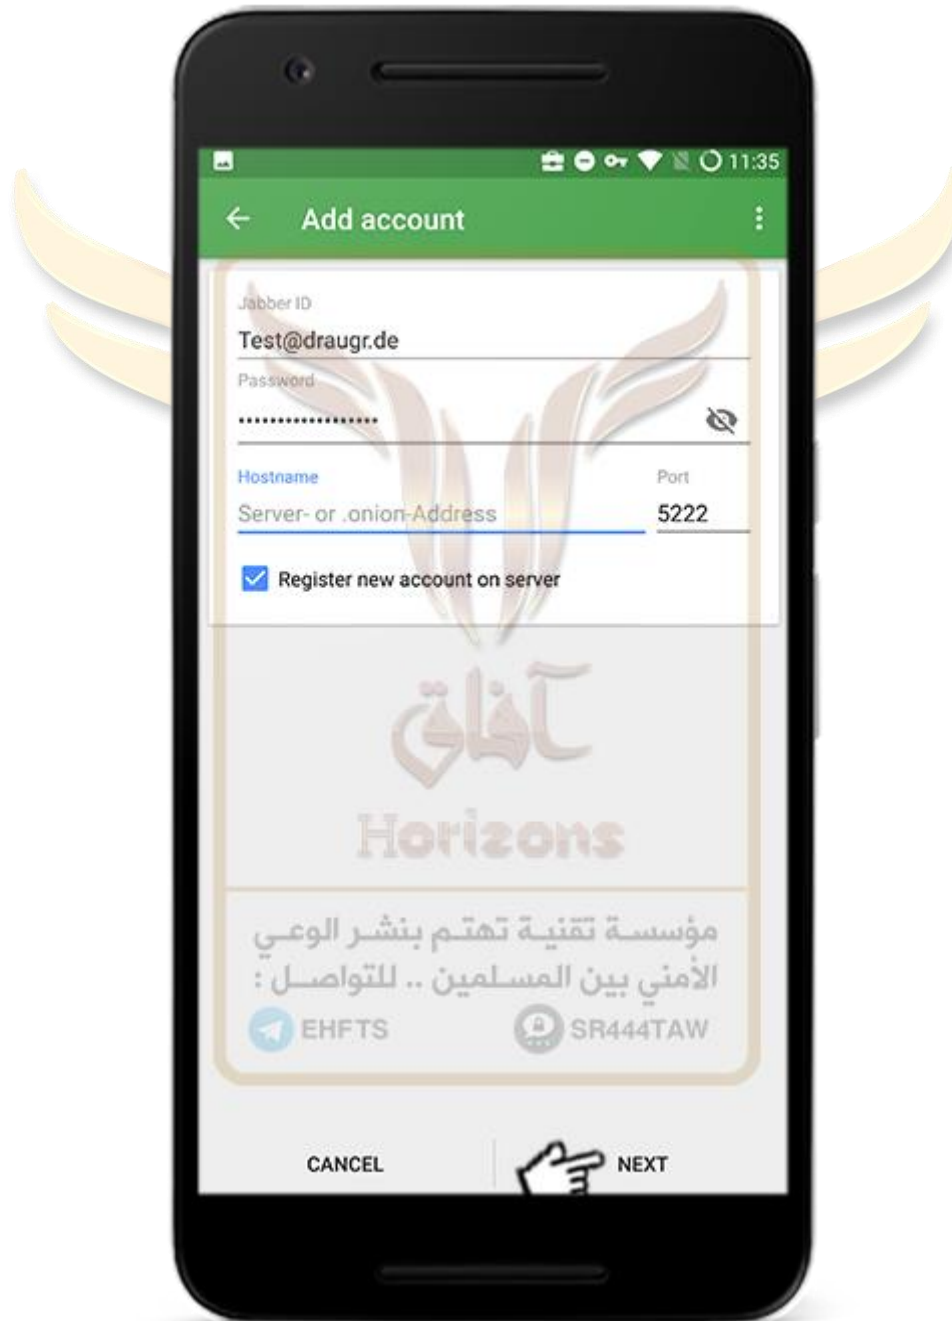 11:35
Add account
Jabber ID
Test@draugr.de
Password
••••••••••••••••••
Hostname
Port
Server- or .onion-Address
5222
Register new account on server
آفاق
Horizons
مؤسسة تقنية تهتم بنشر الوعي
الأمني بين المسلمين .. للتواصل :
EHFTS
SR444TAW
CANCEL
NEXT